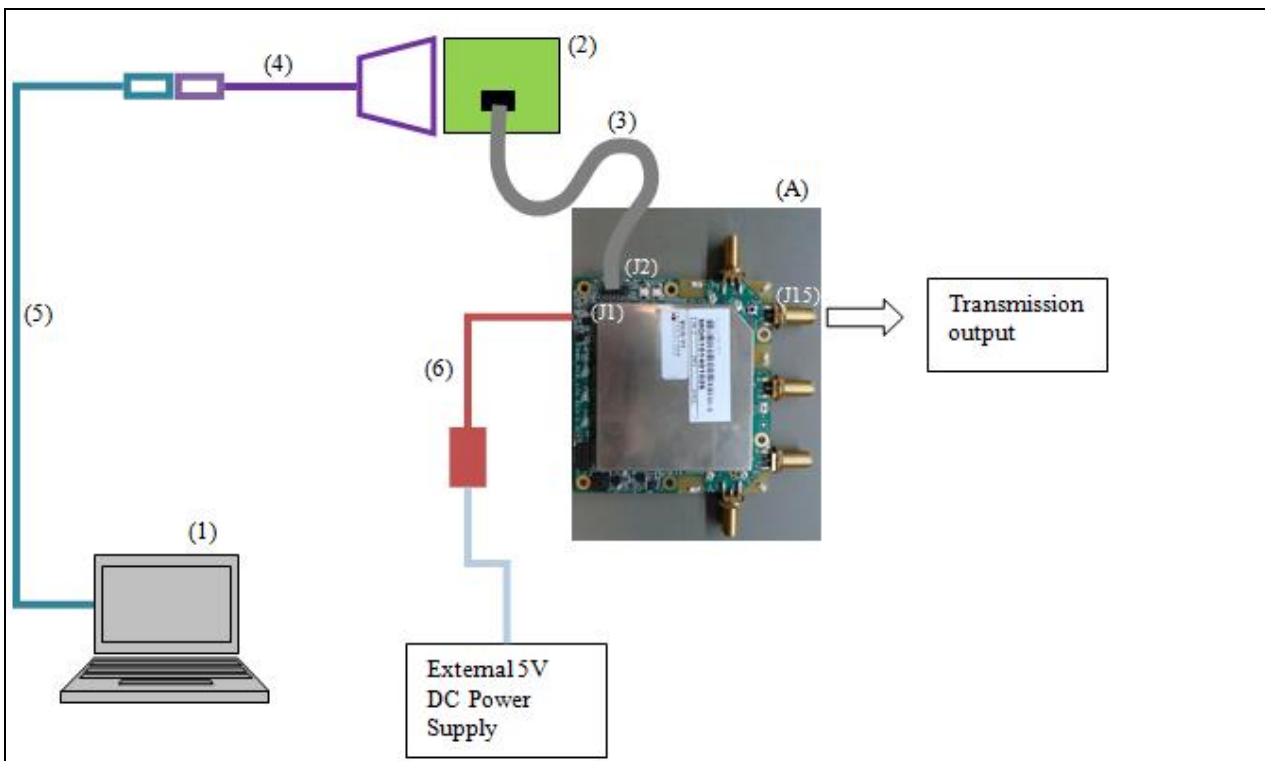 (4)
(2)
(3)
(A)
(J2)
(J15)
(J1)
Transmission
output
(5)
(6)
(1)
External 5V
DC Power
Supply